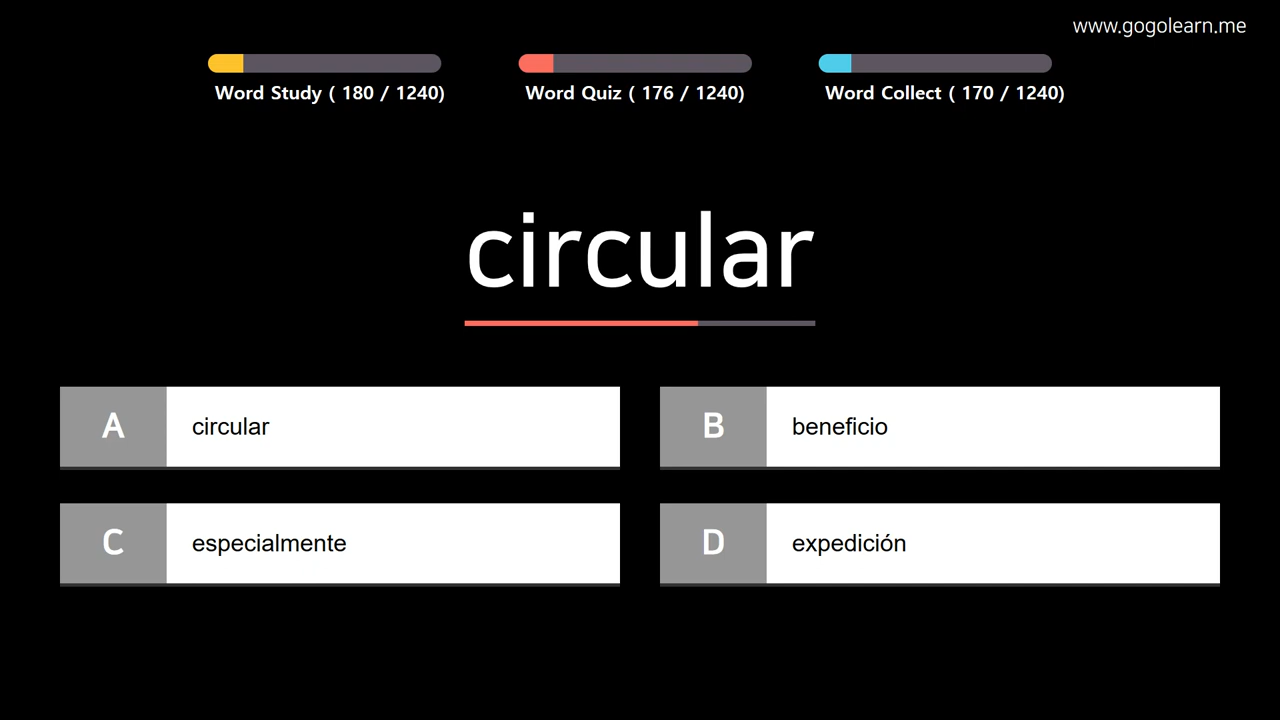 www.gogolearn.me
Word Study ( 180 / 1240)
Word Quiz ( 176 / 1240)
Word Collect ( 170 / 1240)
circular
A circular
B beneficio
C especialmente
D expedición